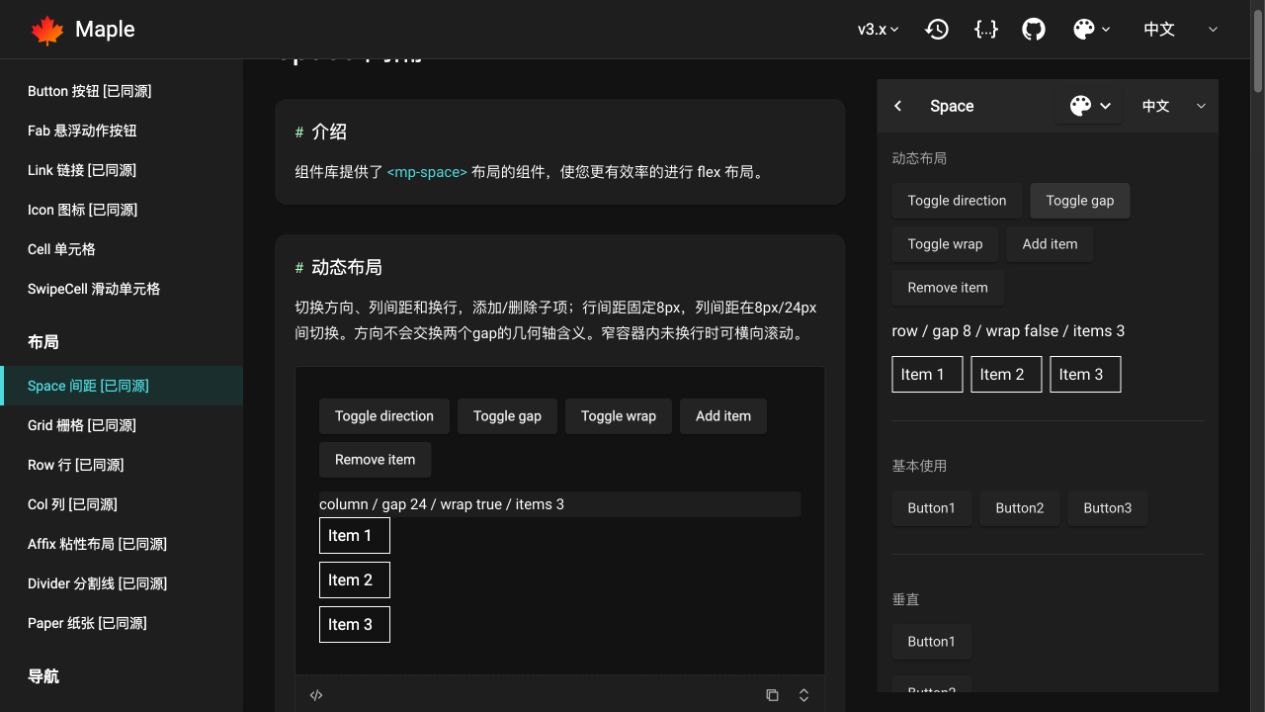 Maple
v3.x
{...}
中文
Button 按钮 [已同源]
Fab 悬浮动作按钮
Link 链接 [已同源]
Icon 图标 [已同源]
Cell 单元格
SwipeCell 滑动单元格
布局
Space 间距 [已同源]
Grid 栅格 [已同源]
Row 行 [已同源]
Col 列 [已同源]
Affix 粘性布局 [已同源]
Divider 分割线 [已同源]
Paper 纸张 [已同源]
导航
# 介绍
组件库提供了 <mp-space> 布局的组件，使您更有效率的进行 flex 布局。
# 动态布局
切换方向、列间距和换行，添加/删除子项；行间距固定8px，列间距在8px/24px
间切换。方向不会交换两个gap的几何轴含义。窄容器内未换行时可横向滚动。
Toggle direction Toggle gap Toggle wrap Add item
Remove item
column / gap 24 / wrap true / items 3
Item 1
Item 2
Item 3
</>
Space
中文
动态布局
Toggle direction Toggle gap
Toggle wrap Add item
Remove item
row / gap 8 / wrap false / items 3
Item 1 Item 2 Item 3
基本使用
Button1 Button2 Button3
垂直
Button1
Button2